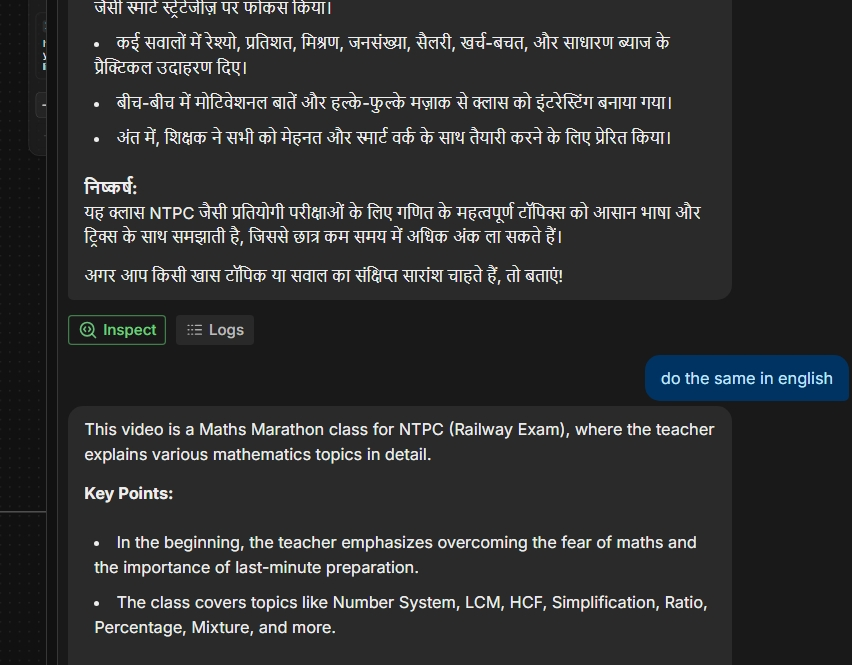 जैसी स्मार्ट स्ट्रेटेजीज़ पर फोकस किया।
• कई सवालों में रेश्यो, प्रतिशत, मिश्रण, जनसंख्या, सैलरी, खर्च-बचत, और साधारण ब्याज के
प्रैक्टिकल उदाहरण दिए।
• बीच-बीच में मोटिवेशनल बातें और हल्के-फुल्के मज़ाक से क्लास को इंटरेस्टिंग बनाया गया।
• अंत में, शिक्षक ने सभी को मेहनत और स्मार्ट वर्क के साथ तैयारी करने के लिए प्रेरित किया।
निष्कर्ष:
यह क्लास NTPC जैसी प्रतियोगी परीक्षाओं के लिए गणित के महत्वपूर्ण टॉपिक्स को आसान भाषा और
ट्रिक्स के साथ समझाती है, जिससे छात्र कम समय में अधिक अंक ला सकते हैं।
अगर आप किसी खास टॉपिक या सवाल का संक्षिप्त सारांश चाहते हैं, तो बताएं!
Inspect Logs
do the same in english
This video is a Maths Marathon class for NTPC (Railway Exam), where the teacher
explains various mathematics topics in detail.
Key Points:
• In the beginning, the teacher emphasizes overcoming the fear of maths and
the importance of last-minute preparation.
• The class covers topics like Number System, LCM, HCF, Simplification, Ratio,
Percentage, Mixture, and more.